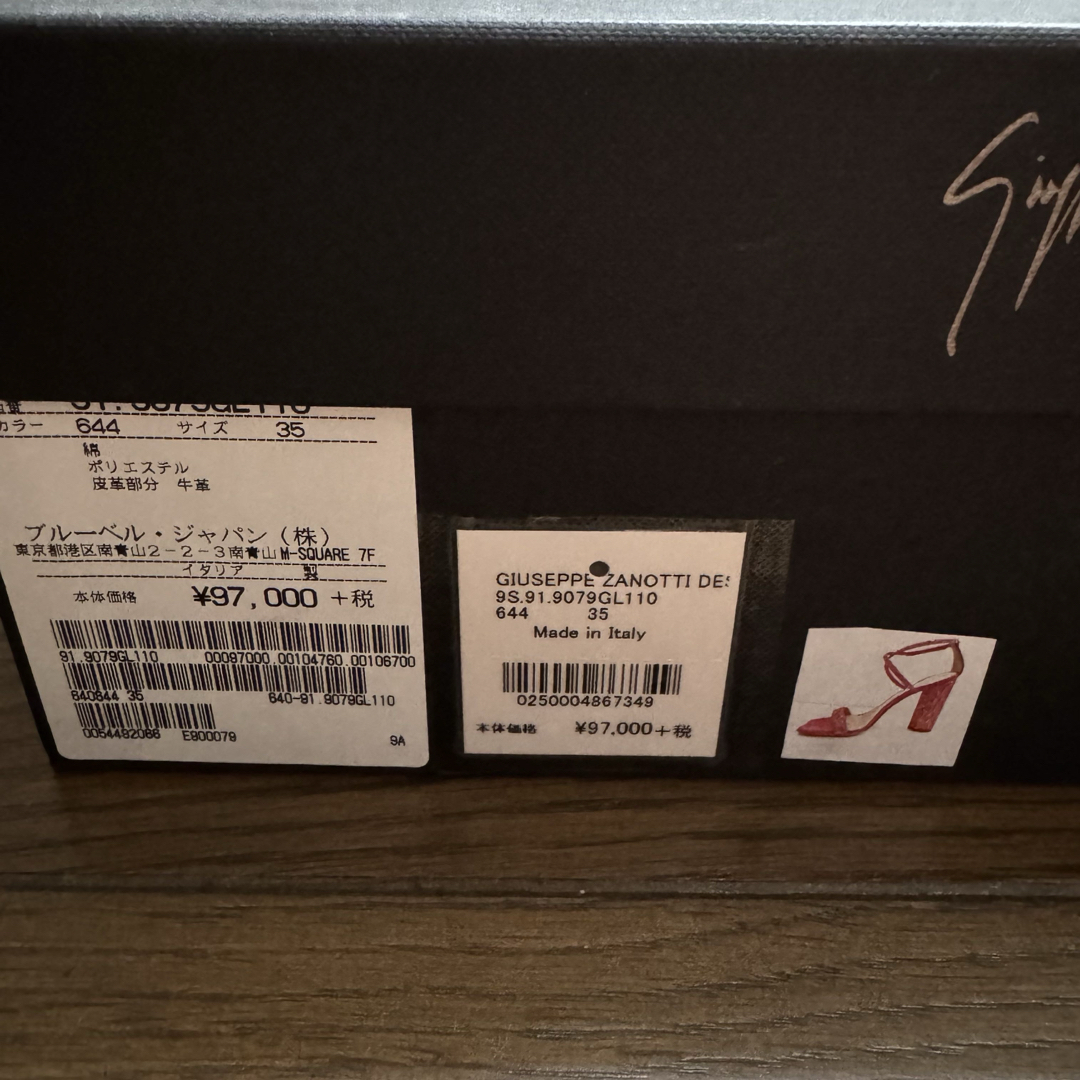 カラー 644 サイズ 35
綿
ポリエステル
皮革部分 牛革
ブルーベル・ジャパン(株)
東京都港区南青山2-2-3南青山M-SQUARE 7F
イタリア 製
本体価格 ¥97,000 +税
91.9079GL110 00097000.00104760.00106700
640644 35 640-91.9079GL110
0054492066 E900079 9A
GIUSEPPE ZANOTTI DES
9S.91.9079GL110
644 35
Made in Italy
0250004867349
本体価格 ¥97,000+税